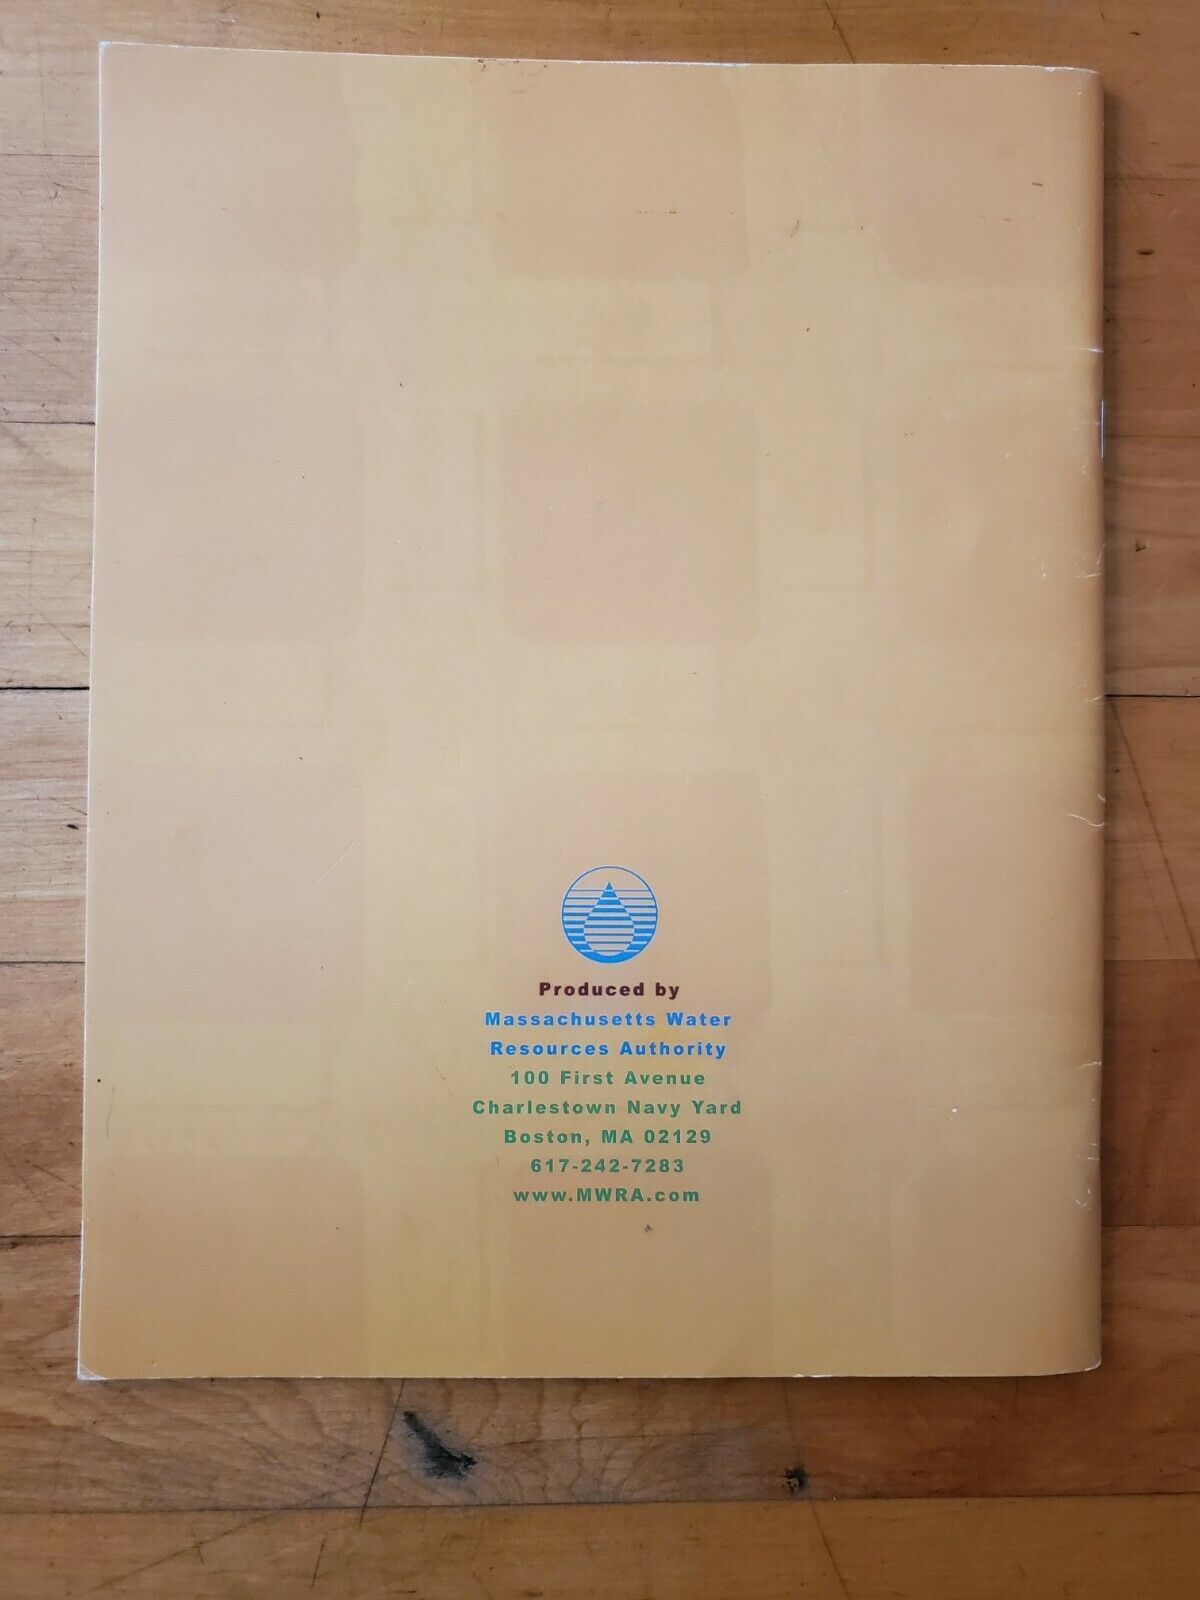 Produced by
Massachusetts Water
Resources Authority
100 First Avenue
Charlestown Navy Yard
Boston, MA 02129
617-242-7283
www.MWRA.com